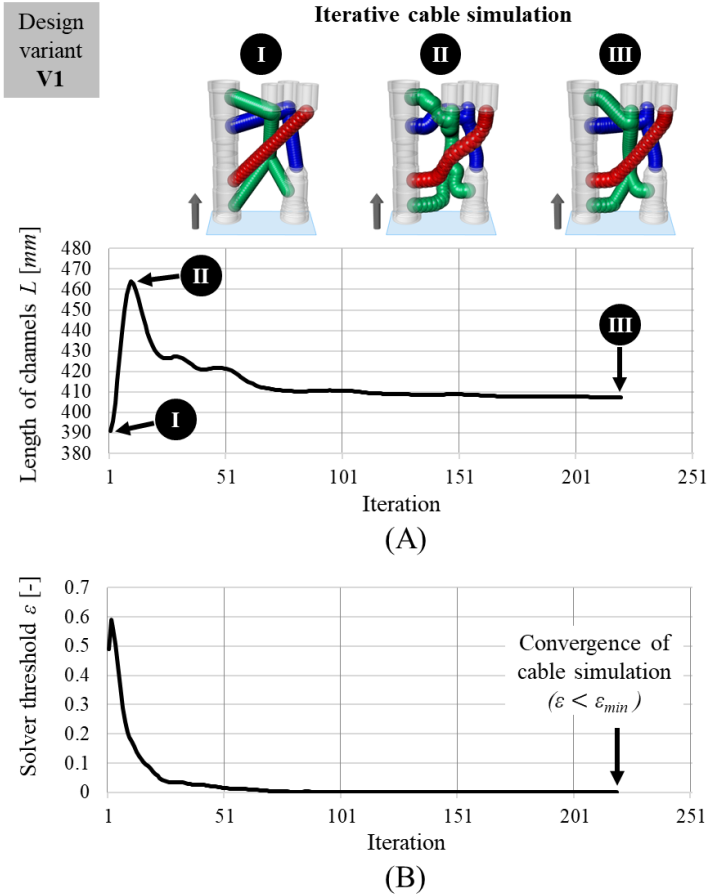 Design
variant
V1
Iterative cable simulation
I
II
III
Length of channels L [mm]
480
470
460
450
440
430
420
410
400
390
380
II
III
I
1
51
101
151
201
251
Iteration
(A)
Solver threshold ε [-]
0.7
0.6
0.5
0.4
0.3
0.2
0.1
0
Convergence of
cable simulation
(ε < εmin )
1
51
101
151
201
251
Iteration
(B)